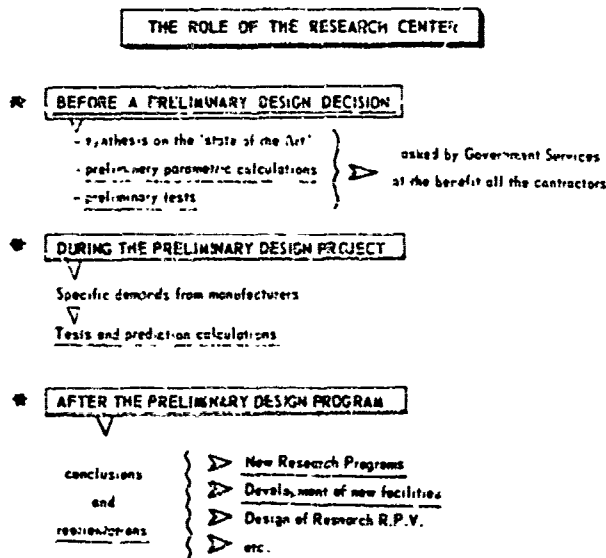 THE ROLE OF THE RESEARCH CENTER
* BEFORE A PRELIMINARY DESIGN DECISION
- synthesis on the "state of the Art"
- preliminary parametric calculations
- preliminary tests
asked by Government Services
at the benefit all the contractors
* DURING THE PRELIMINARY DESIGN PROJECT
Specific demands from manufacturers
Tests and prediction calculations
* AFTER THE PRELIMINARY DESIGN PROGRAM
conclusions
and
reorientations
New Research Programs
Development of new facilities
Design of Research R.P.V.
etc.